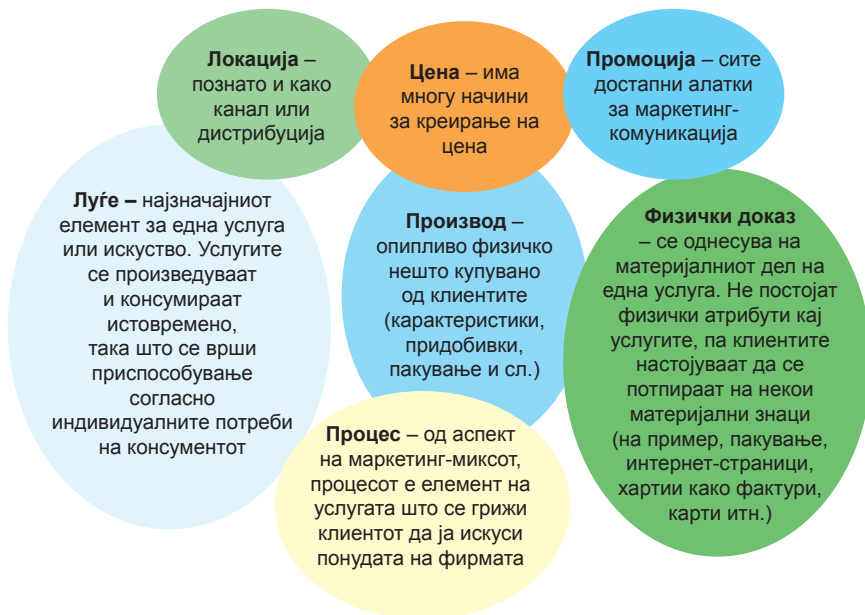 Локација –
познато и како
канал или
дистрибуција
Цена – има
многу начини
за креирање на
цена
Промоција – сите
достапни алатки
за маркетинг-
комуникација
Луѓе – најзначајниот
елемент за една услуга
или искуство. Услугите
се произведуваат
и консумираат
истовремено,
така што се врши
приспособување
согласно
индивидуалните потреби
на консументот
Производ –
опипливо физичко
нешто купувано
од клиентите
(карактеристики,
придобивки,
пакување и сл.)
Физички доказ
– се однесува на
материјалниот дел на
една услуга. Не постојат
физички атрибути кај
услугите, па клиентите
настојуваат да се
потпираат на некои
материјални знаци
(на пример, пакување,
интернет-страници,
хартии како фактури,
карти итн.)
Процес – од аспект
на маркетинг-миксот,
процесот е елемент на
услугата што се грижи
клиентот да ја искуси
понудата на фирмата